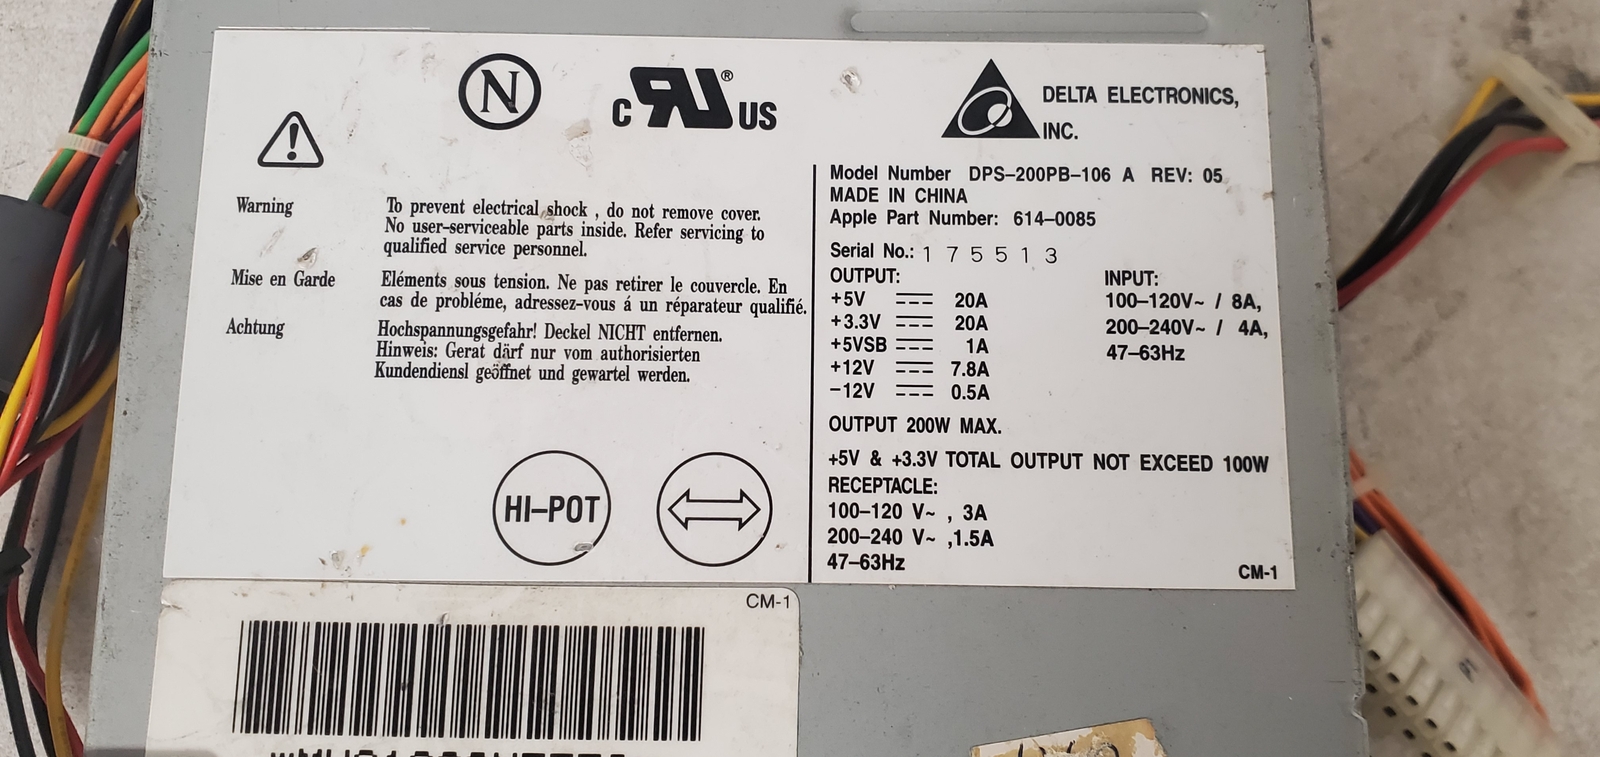 N
c RU® US
DELTA ELECTRONICS,
INC.
Warning To prevent electrical shock , do not remove cover.
No user-serviceable parts inside. Refer servicing to
qualified service personnel.
Mise en Garde Eléments sous tension. Ne pas retirer le couvercle. En
cas de probléme, adressez-vous á un réparateur qualifié.
Achtung Hochspannungsgefahr! Deckel NICHT entfernen.
Hinweis: Gerat därf nur vom authorisierten
Kundendiensl geöffnet und gewartel werden.
HI-POT
Model Number DPS-200PB-106 A REV: 05
MADE IN CHINA
Apple Part Number: 614-0085
Serial No.: 1 7 5 5 1 3
OUTPUT: INPUT:
+5V 20A 100-120V~ / 8A,
+3.3V 20A 200-240V~ / 4A,
+5VSB 1A 47-63Hz
+12V 7.8A
-12V 0.5A
OUTPUT 200W MAX.
+5V & +3.3V TOTAL OUTPUT NOT EXCEED 100W
RECEPTACLE:
100-120 V~ , 3A
200-240 V~ ,1.5A
47-63Hz
CM-1
CM-1